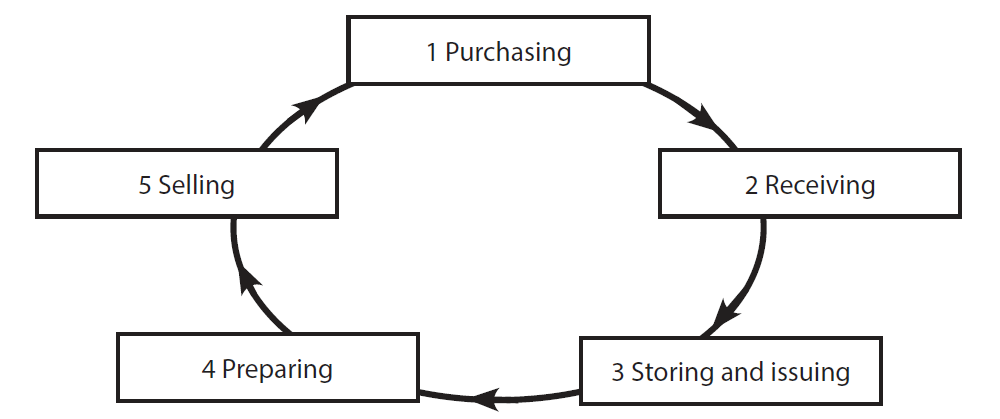 1 Purchasing
2 Receiving
3 Storing and issuing
4 Preparing
5 Selling